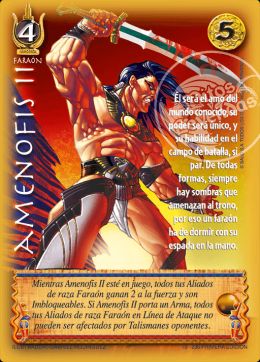 4
5
FARAÓN
AMENOFIS II
Él será el amo del
mundo conocido, su
poder será único, y
su habilidad en el
campo de batalla, si
par. De todas
formas, siempre
hay sombras que
amenazan al trono,
por eso un faraón
ha de dormir con su
espada en la mano.
Mientras Amenofis II esté en juego, todos tus Aliados
de raza Faraón ganan 2 a la fuerza y son
Imbloqueables. Si Amenofis II porta un Arma, todos
tus Aliados de raza Faraón en Línea de Ataque no
pueden ser afectados por Talismanes oponentes.